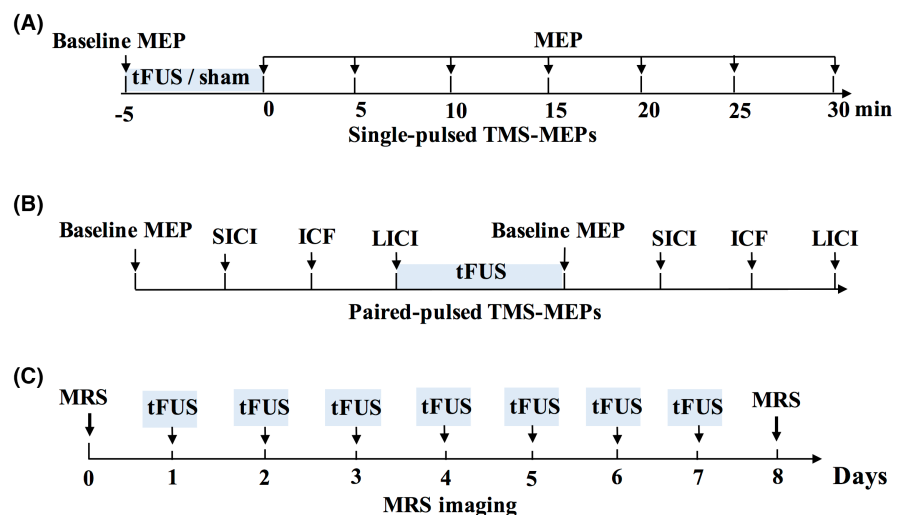 (A)
Baseline MEP
MEP
tFUS / sham
-5 0 5 10 15 20 25 30 min
Single-pulsed TMS-MEPs
(B)
Baseline MEP SICI ICF LICI Baseline MEP SICI ICF LICI
tFUS
Paired-pulsed TMS-MEPs
(C)
MRS tFUS tFUS tFUS tFUS tFUS tFUS tFUS MRS
0 1 2 3 4 5 6 7 8 Days
MRS imaging